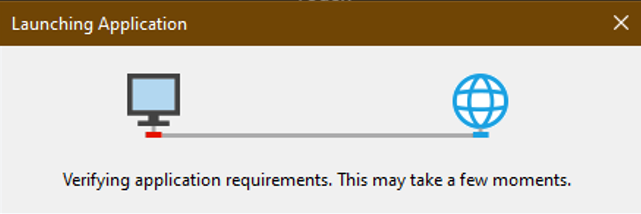 Launching Application
Verifying application requirements. This may take a few moments.